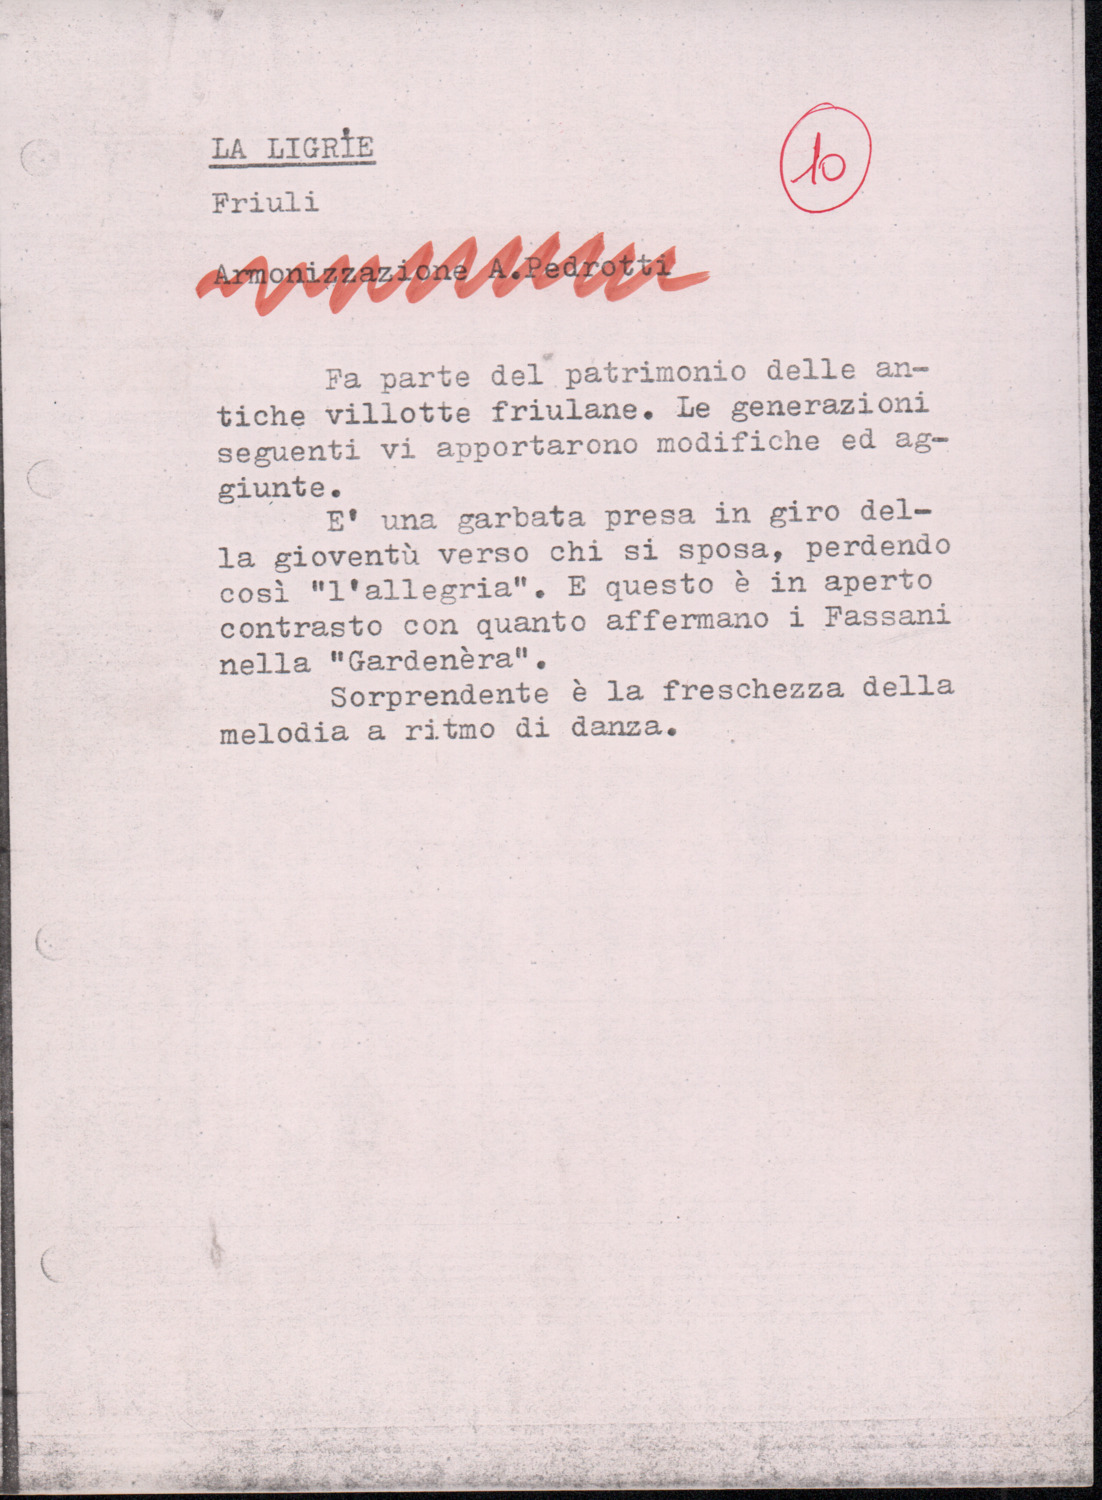 LA LIGRIE
10
Friuli
Armonizzazione A.Pedrotti
Fa parte del patrimonio delle an-
tiche villotte friulane. Le generazioni
seguenti vi apportarono modifiche ed ag-
giunte.
E' una garbata presa in giro del-
la gioventù verso chi si sposa, perdendo
così "l'allegria". E questo è in aperto
contrasto con quanto affermano i Fassani
nella "Gardenèra".
Sorprendente è la freschezza della
melodia a ritmo di danza.